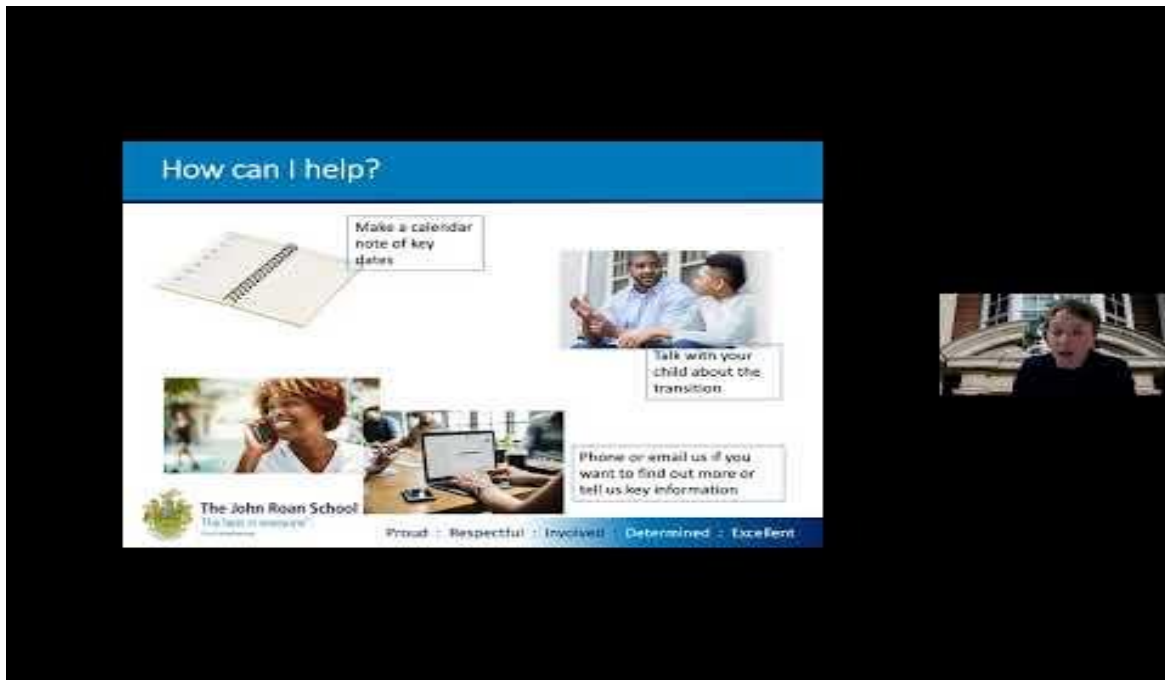 How can I help?
Make a calendar
note of key
dates
Talk with your
child about the
transition
Phone or email us if you
want to find out more or
tell us key information
The John Roan School
Proud : Respectful : Involved : Determined : Excellent